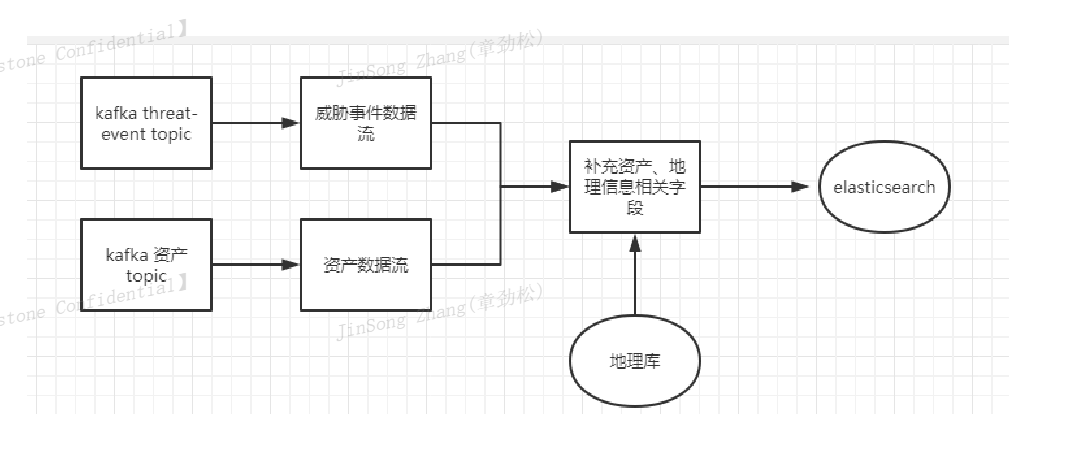 stone Confidential】
JinSong Zhang(章劲松)
kafka threat-
event topic
威胁事件数据
流
补充资产、地
理信息相关字
段
elasticsearch
kafka 资产
topic
资产数据流
stone Confidential】
JinSong Zhang(章劲松)
地理库